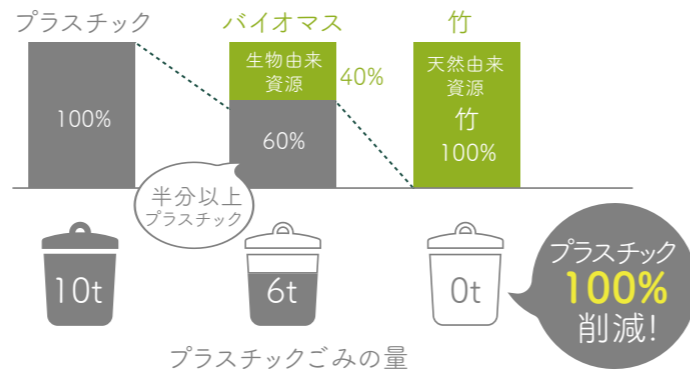 プラスチック
バイオマス
竹
100%
生物由来
資源
40%
60%
天然由来
資源
竹
100%
半分以上
プラスチック
10t
6t
0t
プラスチック
100%
削減!
プラスチックごみの量